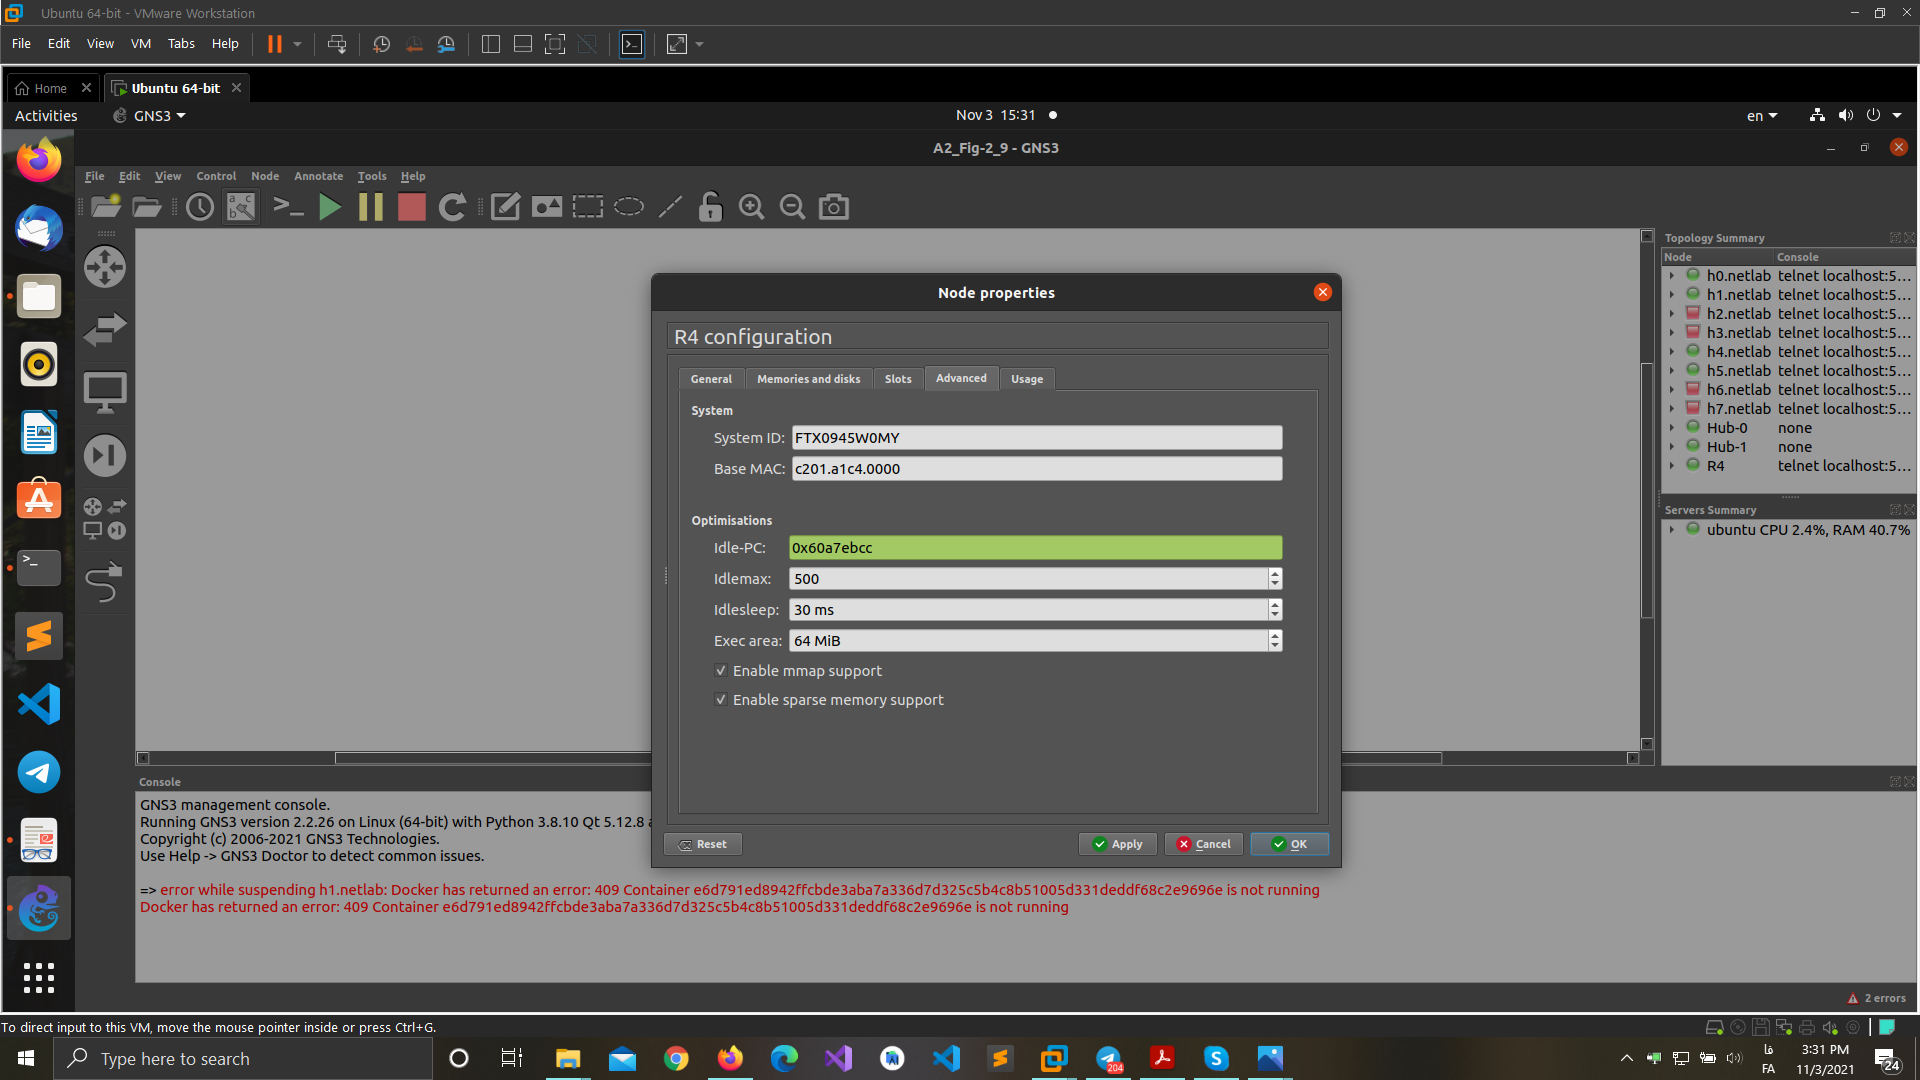 Ubuntu 64-bit - VMware Workstation
File Edit View VM Tabs Help
Home
Ubuntu 64-bit
Activities GNS3 Nov 3 15:31 en
A2_Fig-2_9 - GNS3
File Edit View Control Node Annotate Tools Help
Topology Summary
Node Console
h0.netlab telnet localhost:5...
h1.netlab telnet localhost:5...
h2.netlab telnet localhost:5...
h3.netlab telnet localhost:5...
h4.netlab telnet localhost:5...
h5.netlab telnet localhost:5...
h6.netlab telnet localhost:5...
h7.netlab telnet localhost:5...
Hub-0 none
Hub-1 none
R4 telnet localhost:5...
Servers Summary
ubuntu CPU 2.4%, RAM 40.7%
Node properties
R4 configuration
General Memories and disks Slots Advanced Usage
System
System ID: FTX0945W0MY
Base MAC: c201.a1c4.0000
Optimisations
Idle-PC: 0x60a7ebcc
Idlemax: 500
Idlesleep: 30 ms
Exec area: 64 MiB
Enable mmap support
Enable sparse memory support
Reset Apply Cancel OK
Console
GNS3 management console.
Running GNS3 version 2.2.26 on Linux (64-bit) with Python 3.8.10 Qt 5.12.8 a
Copyright (c) 2006-2021 GNS3 Technologies.
Use Help -> GNS3 Doctor to detect common issues.
=> error while suspending h1.netlab: Docker has returned an error: 409 Container e6d791ed8942ffcbde3aba7a336d7d325c5b4c8b51005d331deddf68c2e9696e is not running
Docker has returned an error: 409 Container e6d791ed8942ffcbde3aba7a336d7d325c5b4c8b51005d331deddf68c2e9696e is not running
2 errors
To direct input to this VM, move the mouse pointer inside or press Ctrl+G.
Type here to search
204
فا
FA
3:31 PM
11/3/2021
24